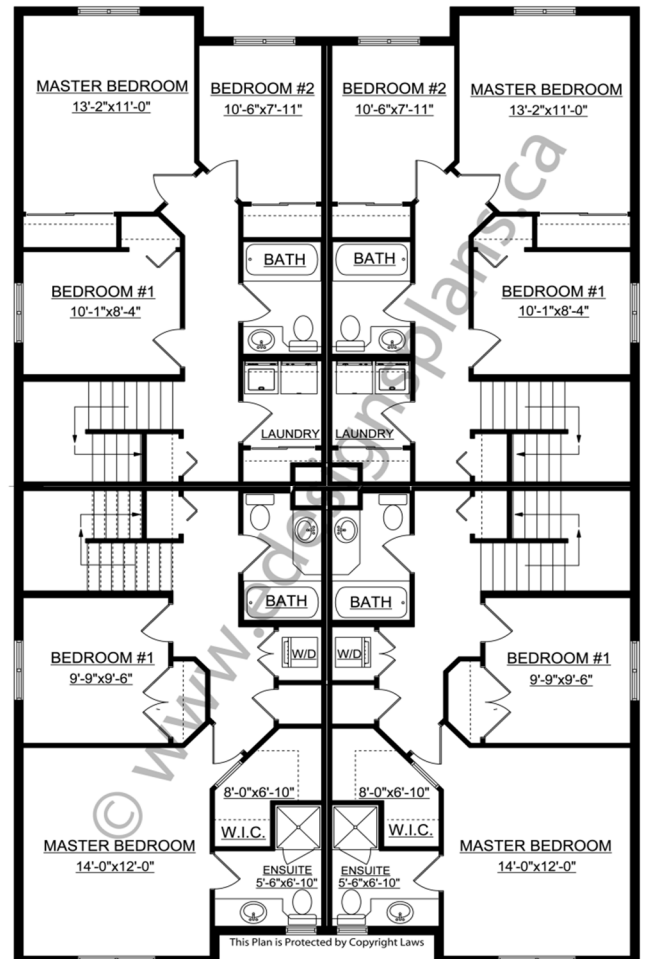 MASTER BEDROOM
13'-2"x11'-0"
BEDROOM #2
10'-6"x7'-11"
BEDROOM #2
10'-6"x7'-11"
MASTER BEDROOM
13'-2"x11'-0"
BATH
BATH
BEDROOM #1
10'-1"x8'-4"
BEDROOM #1
10'-1"x8'-4"
LAUNDRY
LAUNDRY
BATH
BATH
W/D
W/D
BEDROOM #1
9'-9"x9'-6"
BEDROOM #1
9'-9"x9'-6"
8'-0"x6'-10"
8'-0"x6'-10"
W.I.C.
W.I.C.
MASTER BEDROOM
14'-0"x12'-0"
MASTER BEDROOM
14'-0"x12'-0"
ENSUITE
5'-6"x6'-10"
ENSUITE
5'-6"x6'-10"
This Plan is Protected by Copyright Laws
© www.edesignsplans.ca